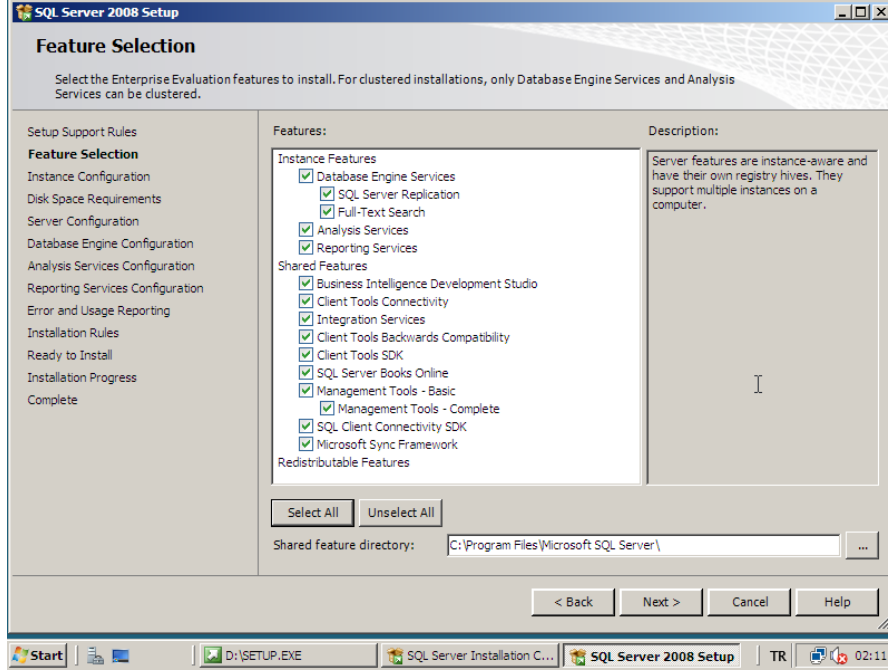 SQL Server 2008 Setup
Feature Selection
Select the Enterprise Evaluation features to install. For clustered installations, only Database Engine Services and Analysis
Services can be clustered.
Setup Support Rules
Feature Selection
Instance Configuration
Disk Space Requirements
Server Configuration
Database Engine Configuration
Analysis Services Configuration
Reporting Services Configuration
Error and Usage Reporting
Installation Rules
Ready to Install
Installation Progress
Complete
Features:
Instance Features
Database Engine Services
SQL Server Replication
Full-Text Search
Analysis Services
Reporting Services
Shared Features
Business Intelligence Development Studio
Client Tools Connectivity
Integration Services
Client Tools Backwards Compatibility
Client Tools SDK
SQL Server Books Online
Management Tools - Basic
Management Tools - Complete
SQL Client Connectivity SDK
Microsoft Sync Framework
Redistributable Features
Description:
Server features are instance-aware and
have their own registry hives. They
support multiple instances on a
computer.
Select All
Unselect All
Shared feature directory:
C:\Program Files\Microsoft SQL Server\
...
< Back
Next >
Cancel
Help
Start
D:\SETUP.EXE
SQL Server Installation C...
SQL Server 2008 Setup
TR
02:11